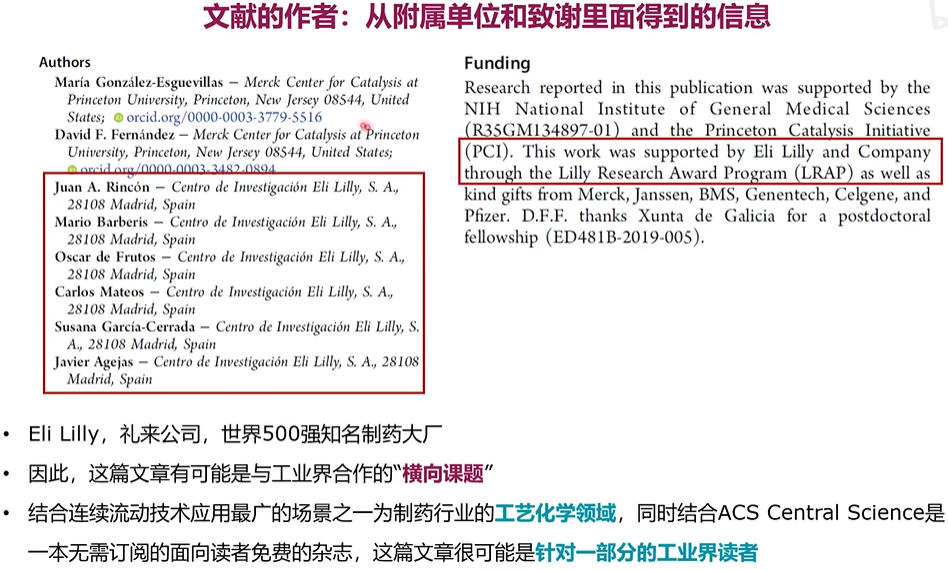 文献的作者：从附属单位和致谢里面得到的信息
Authors
María González-Esguevillas − Merck Center for Catalysis at
Princeton University, Princeton, New Jersey 08544, United
States; orcid.org/0000-0003-3779-5516
David F. Fernández − Merck Center for Catalysis at Princeton
University, Princeton, New Jersey 08544, United States;
orcid.org/0000-0003-3482-0894
Juan A. Rincón − Centro de Investigación Eli Lilly, S. A.,
28108 Madrid, Spain
Mario Barberis − Centro de Investigación Eli Lilly, S. A.,
28108 Madrid, Spain
Oscar de Frutos − Centro de Investigación Eli Lilly, S. A.,
28108 Madrid, Spain
Carlos Mateos − Centro de Investigación Eli Lilly, S. A.,
28108 Madrid, Spain
Susana García-Cerrada − Centro de Investigación Eli Lilly, S.
A., 28108 Madrid, Spain
Javier Agejas − Centro de Investigación Eli Lilly, S. A., 28108
Madrid, Spain
Funding
Research reported in this publication was supported by the
NIH National Institute of General Medical Sciences
(R35GM134897-01) and the Princeton Catalysis Initiative
(PCI). This work was supported by Eli Lilly and Company
through the Lilly Research Award Program (LRAP) as well as
kind gifts from Merck, Janssen, BMS, Genentech, Celgene, and
Pfizer. D.F.F. thanks Xunta de Galicia for a postdoctoral
fellowship (ED481B-2019-005).
• Eli Lilly，礼来公司，世界500强知名制药大厂
• 因此，这篇文章有可能是与工业界合作的“横向课题”
• 结合连续流动技术应用最广的场景之一为制药行业的工艺化学领域，同时结合ACS Central Science是
一本无需订阅的面向读者免费的杂志，这篇文章很可能是针对一部分的工业界读者